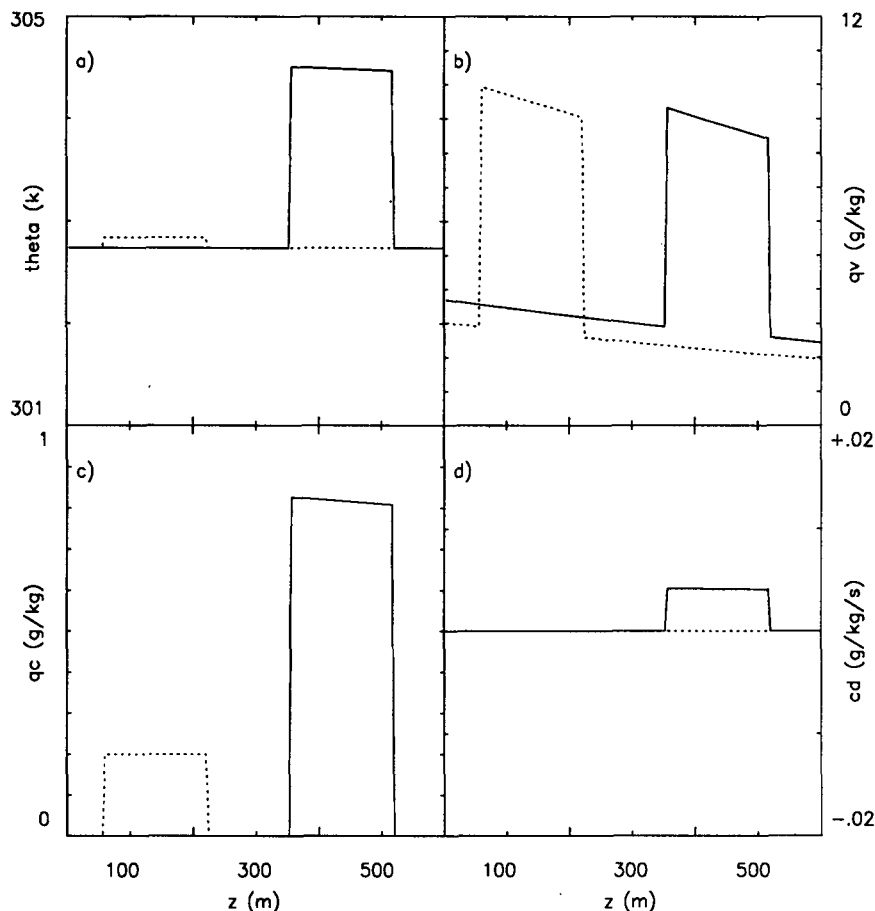 305
a)
theta (k)
301
12
b)
qv (g/kg)
0
1
c)
qc (g/kg)
0
+.02
d)
cd (g/kg/s)
-.02
100 300 500
z (m)
100 300 500
z (m)